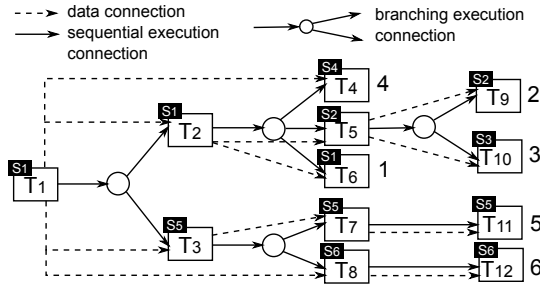 data connection
sequential execution
connection
branching execution
connection
S4
T4 4
S2
T9 2
S1
T2
S2
T5
S3
T10 3
S1
T6 1
S1
T1
S5
T3
S5
T7
S5
T11 5
S6
T8
S6
T12 6